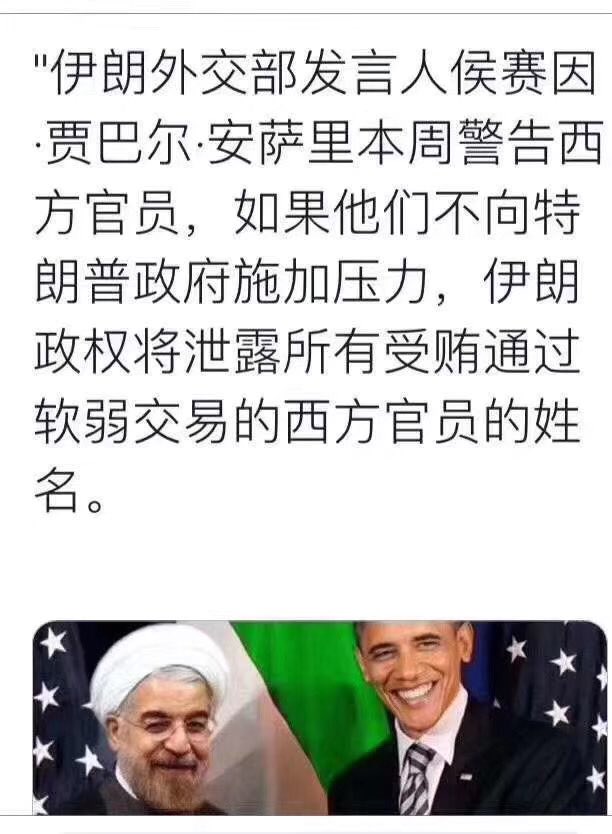 "伊朗外交部发言人侯赛因
·贾巴尔·安萨里本周警告西
方官员，如果他们不向特
朗普政府施加压力，伊朗
政权将泄露所有受贿通过
软弱交易的西方官员的姓
名。